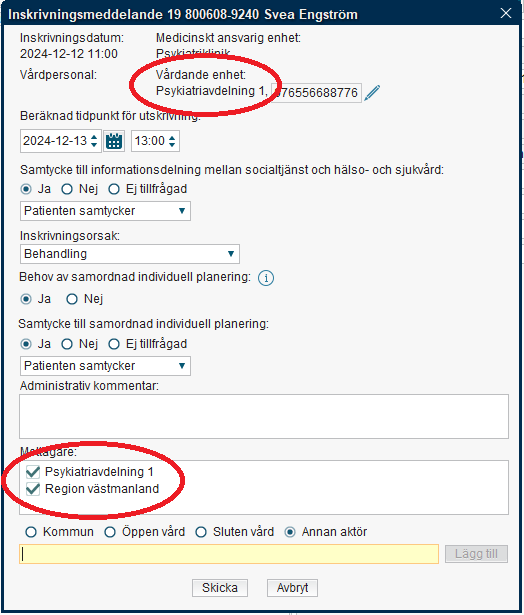 Inskrivningsmeddelande 19 800608-9240 Svea Engström
Inskrivningsdatum: Medicinskt ansvarig enhet:
2024-12-12 11:00 Psykiatriklinik
Vårdpersonal: Vårdande enhet:
Psykiatriavdelning 1, 076556688776
Beräknad tidpunkt för utskrivning:
2024-12-13 13:00
Samtycke till informationsdelning mellan socialtjänst och hälso- och sjukvård:
Ja Nej Ej tillfrågad
Patienten samtycker
Inskrivningsorsak:
Behandling
Behov av samordnad individuell planering: i
Ja Nej
Samtycke till samordnad individuell planering:
Ja Nej Ej tillfrågad
Patienten samtycker
Administrativ kommentar:
Mottagare:
Psykiatriavdelning 1
Region västmanland
Kommun Öppen vård Sluten vård Annan aktör
Lägg till
Skicka Avbryt